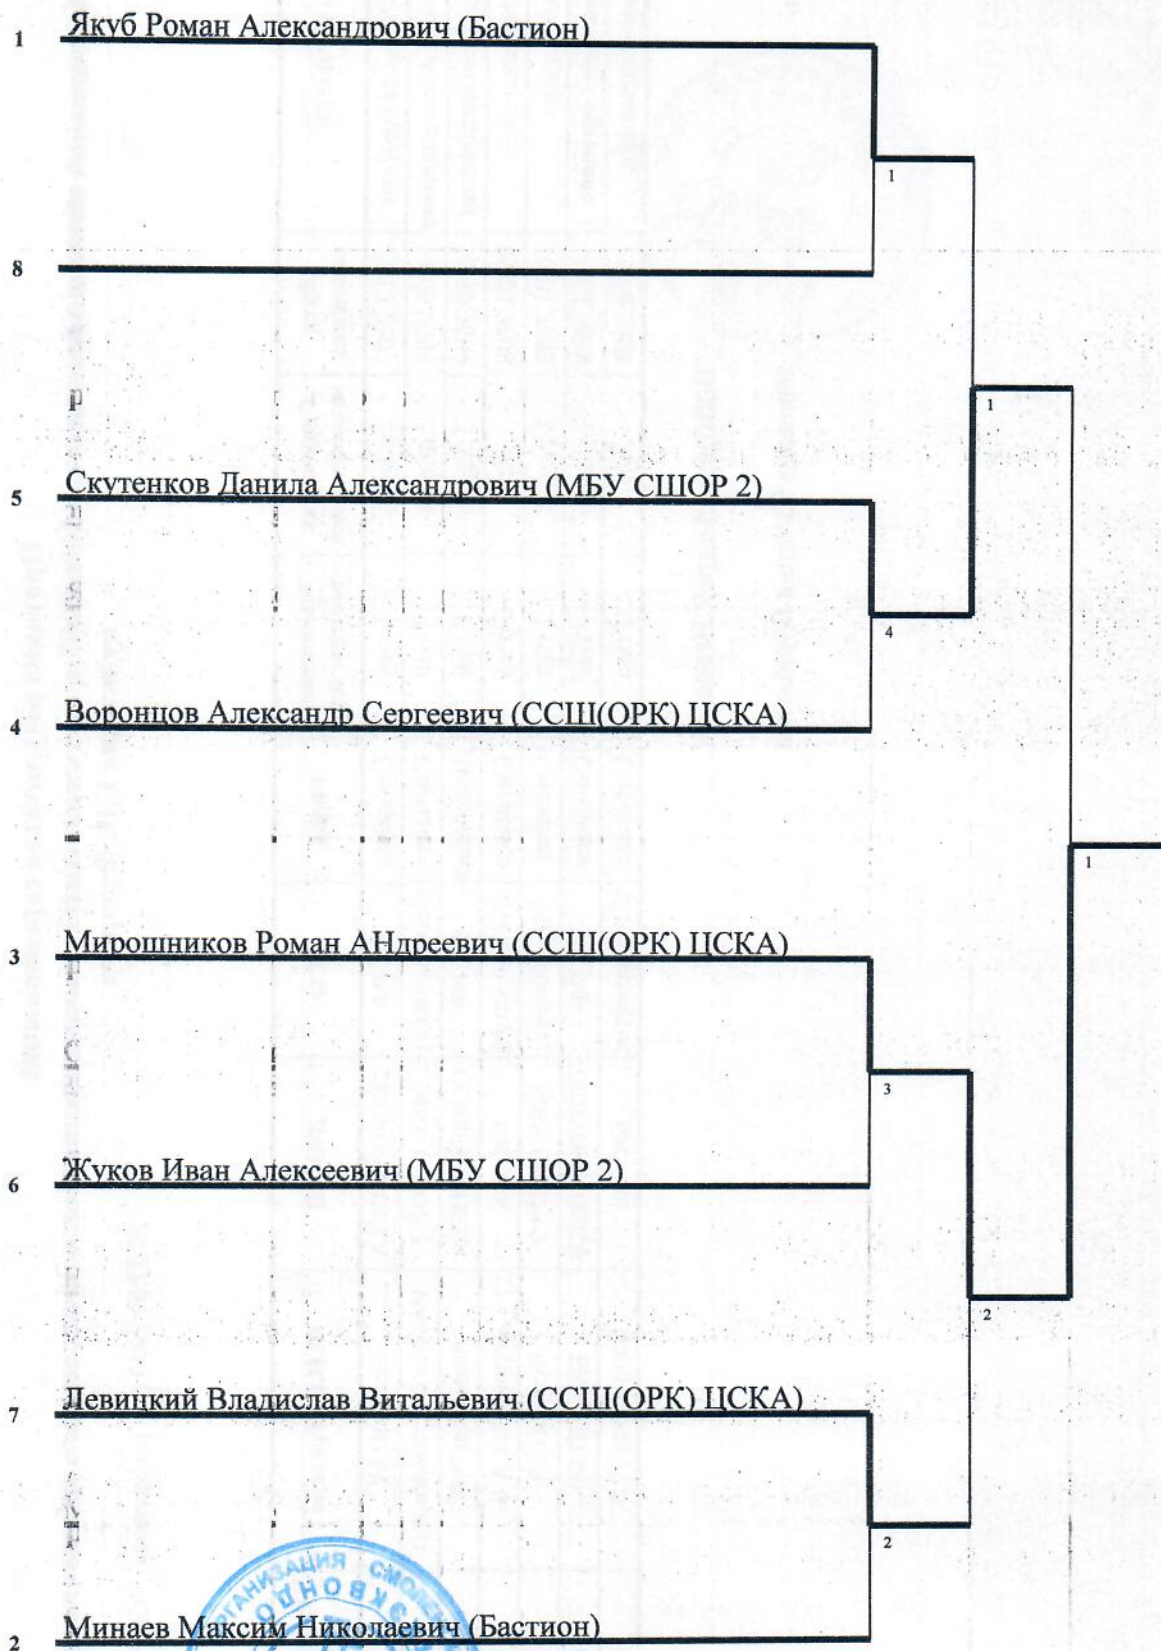 1 Якуб Роман Александрович (Бастион)
1
8
1
5 Скутенков Данила Александрович (МБУ СШОР 2)
4
4 Воронцов Александр Сергеевич (ССШ(ОРК) ЦСКА)
1
3 Мирошников Роман АНдреевич (ССШ(ОРК) ЦСКА)
3
6 Жуков Иван Алексеевич (МБУ СШОР 2)
2
7 Левицкий Владислав Витальевич (ССШ(ОРК) ЦСКА)
2
2 Минаев Максим Николаевич (Бастион)